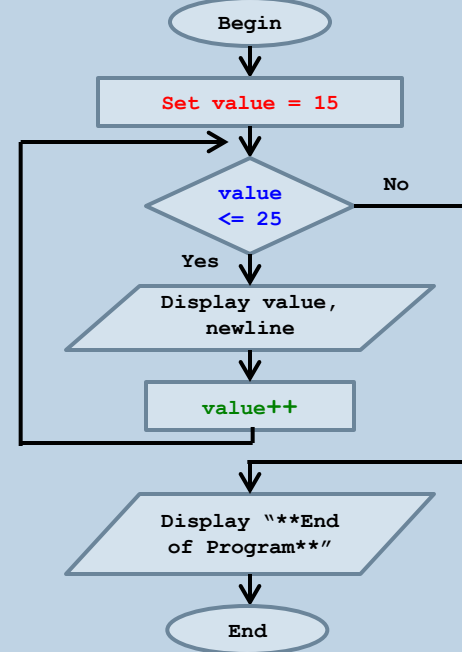 Begin
Set value = 15
value
<= 25
No
Yes
Display value,
newline
value++
Display “**End
of Program**”
End